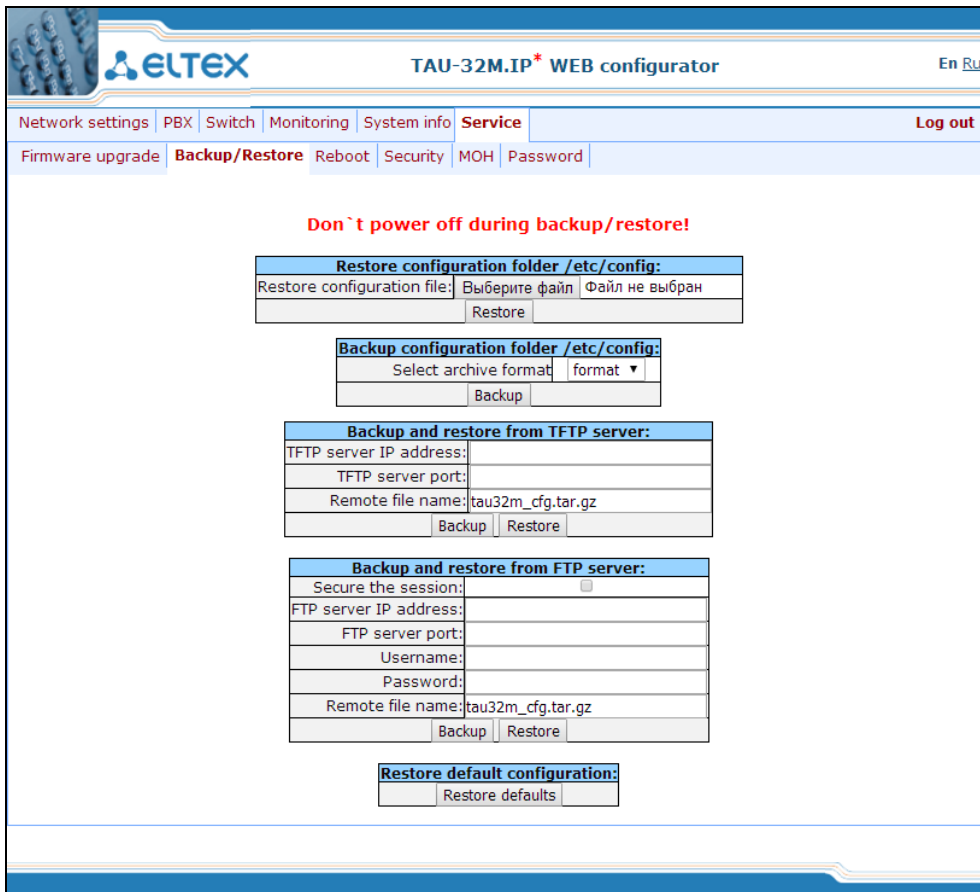 ELTEX
TAU-32M.IP* WEB configurator
En Ru
Network settings PBX Switch Monitoring System info Service Log out
Firmware upgrade Backup/Restore Reboot Security MOH Password
Don`t power off during backup/restore!
Restore configuration folder /etc/config:
Restore configuration file: Выберите файл Файл не выбран
Restore
Backup configuration folder /etc/config:
Select archive format format
Backup
Backup and restore from TFTP server:
TFTP server IP address:
TFTP server port:
Remote file name: tau32m_cfg.tar.gz
Backup Restore
Backup and restore from FTP server:
Secure the session:
FTP server IP address:
FTP server port:
Username:
Password:
Remote file name: tau32m_cfg.tar.gz
Backup Restore
Restore default configuration:
Restore defaults